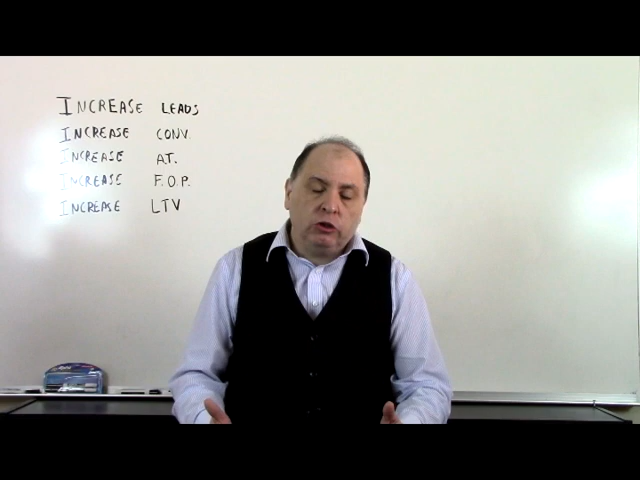 INCREASE LEADS
INCREASE CONV.
INCREASE A.T.
INCREASE F.O.P.
INCREASE LTV